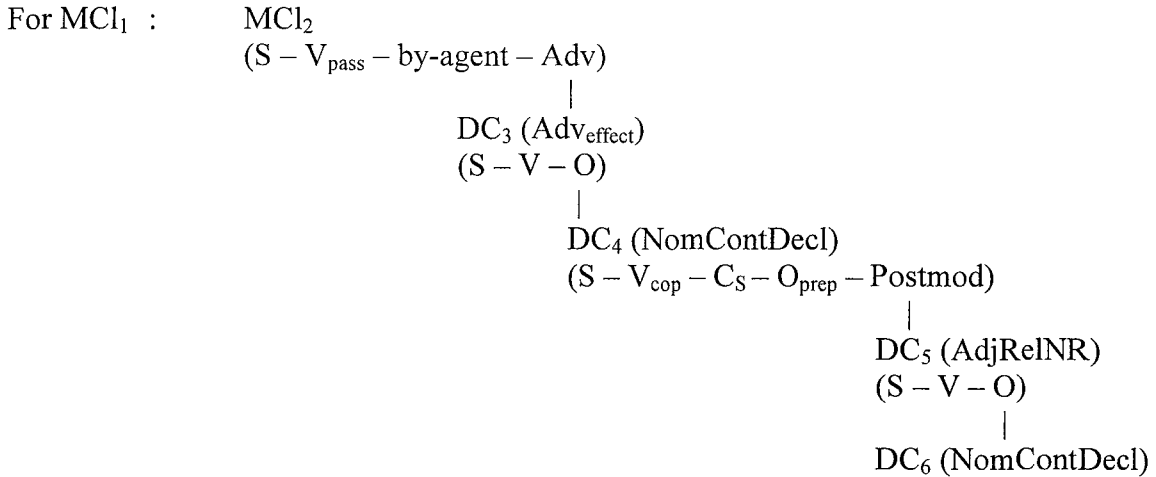 For MCl₁ : MCl₂
(S – Vpass – by-agent – Adv)
DC₃ (Adveffect)
(S – V – O)
DC₄ (NomContDecl)
(S – Vcop – CS – Oprep – Postmod)
DC₅ (AdjRelNR)
(S – V – O)
DC₆ (NomContDecl)